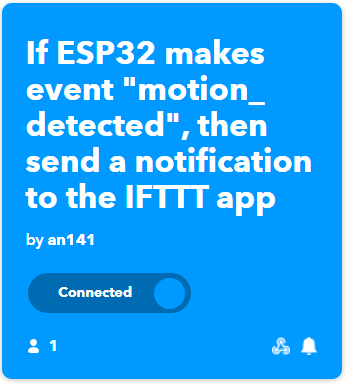 If ESP32 makes
event "motion_
detected", then
send a notification
to the IFTTT app
by an141
Connected
1